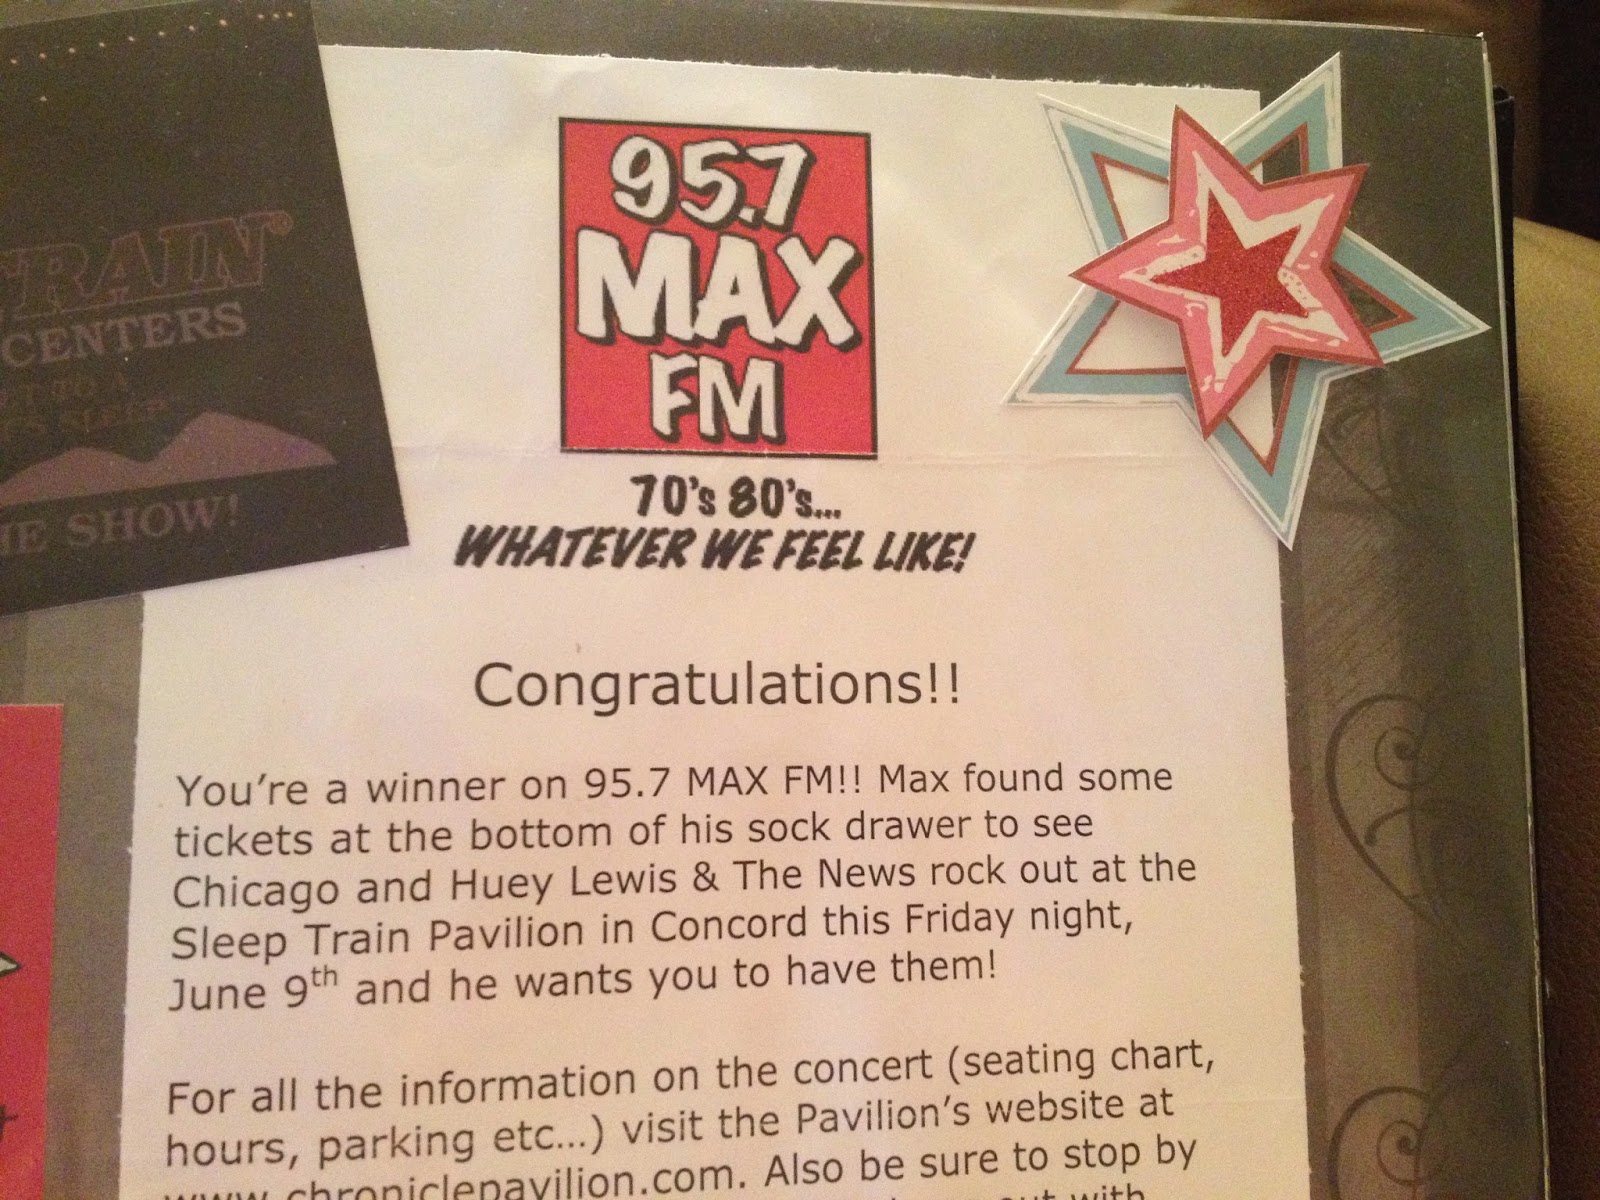 TRAIN®
CENTERS
SHOW!
95.7
MAX
FM
70's 80's...
WHATEVER WE FEEL LIKE!
Congratulations!!
You're a winner on 95.7 MAX FM!! Max found some
tickets at the bottom of his sock drawer to see
Chicago and Huey Lewis & The News rock out at the
Sleep Train Pavilion in Concord this Friday night,
June 9th and he wants you to have them!
For all the information on the concert (seating chart,
hours, parking etc...) visit the Pavilion's website at
www.chroniclepavilion.com. Also be sure to stop by
out with